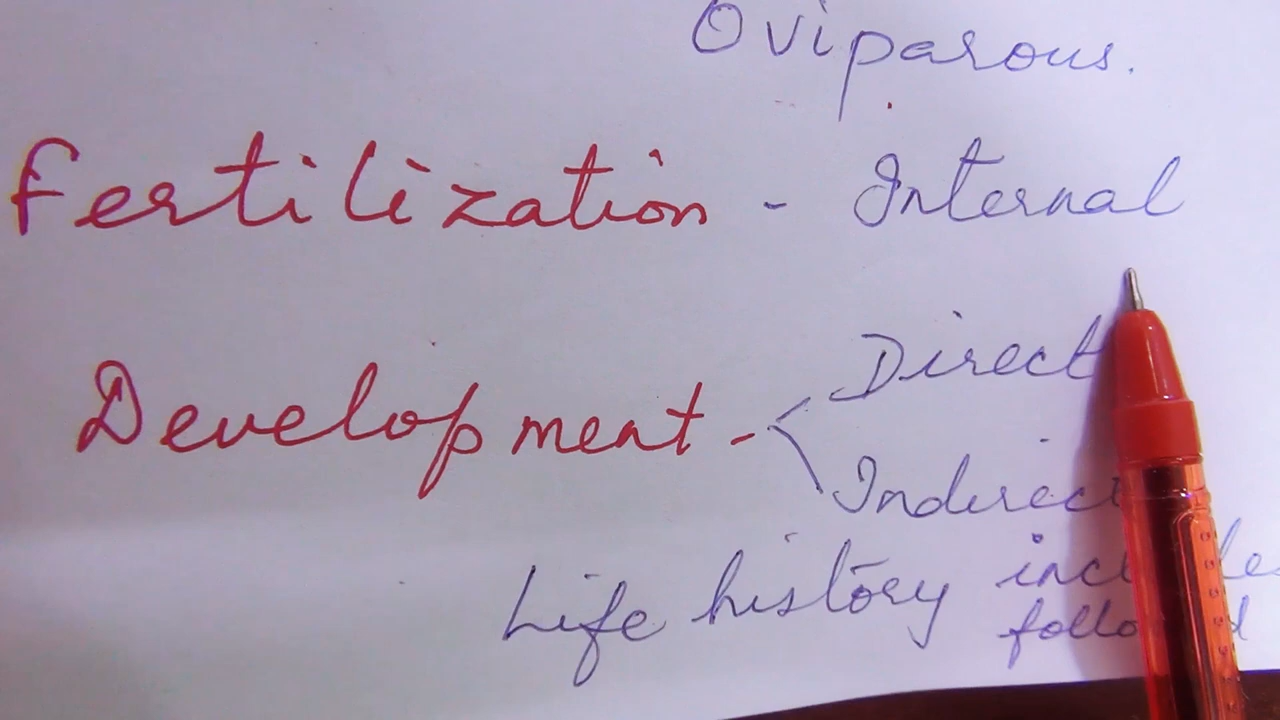 Oviparous.
Fertilization - Internal
Development - Direct
Indirect
Life history